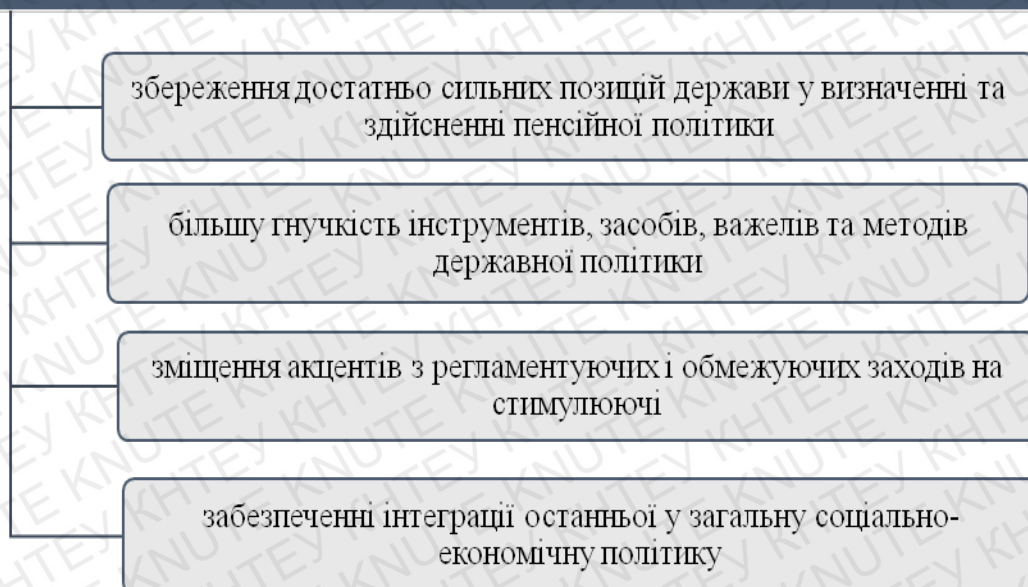 збереження достатньо сильних позицій держави у визначенні та
здійсненні пенсійної політики
більшу гнучкість інструментів, засобів, важелів та методів
державної політики
зміщення акцентів з регламентуючих і обмежуючих заходів на
стимулюючі
забезпеченні інтеграції останньої у загальну соціально-
економічну політику